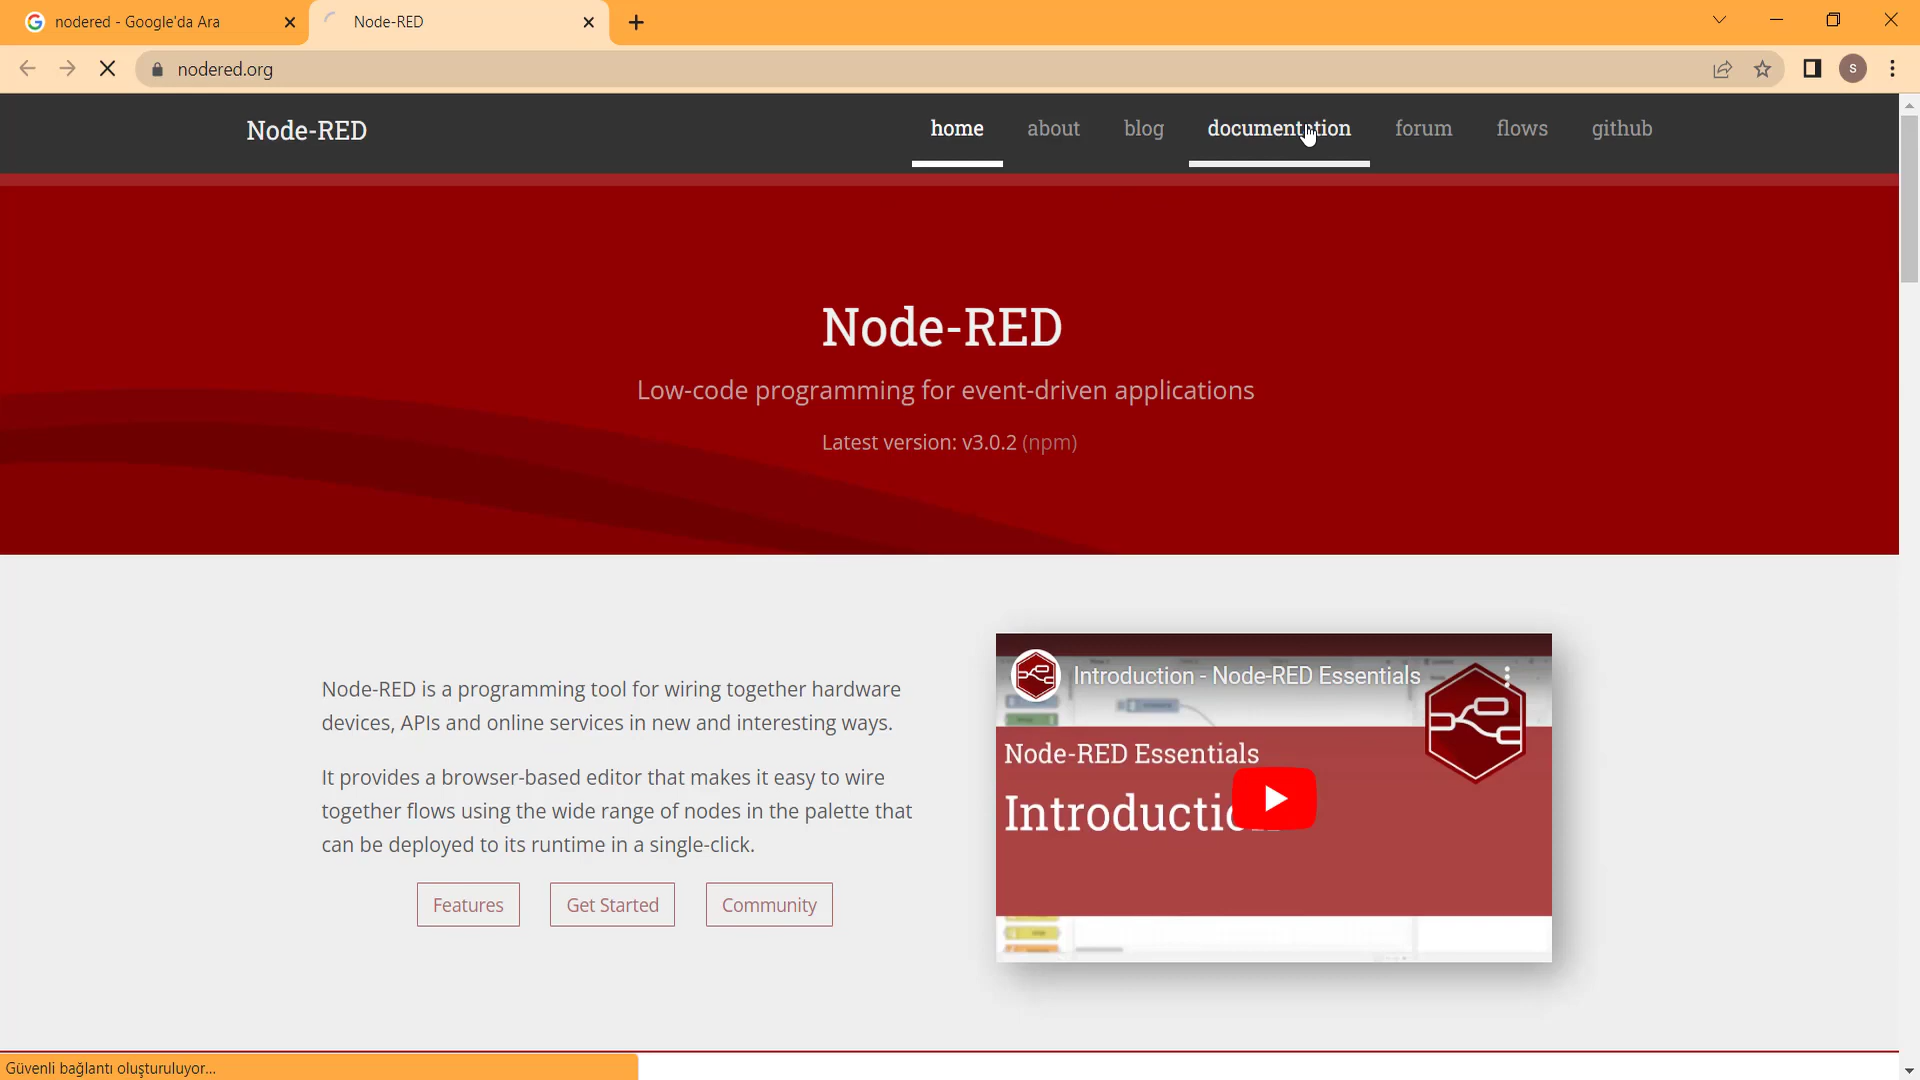 nodered - Google'da Ara
Node-RED
nodered.org
S
Node-RED
home about blog documentation forum flows github
Node-RED
Low-code programming for event-driven applications
Latest version: v3.0.2 (npm)
Node-RED is a programming tool for wiring together hardware
devices, APIs and online services in new and interesting ways.
It provides a browser-based editor that makes it easy to wire
together flows using the wide range of nodes in the palette that
can be deployed to its runtime in a single-click.
Features Get Started Community
Introduction - Node-RED Essentials
Node-RED Essentials
Introduction
Güvenli bağlantı oluşturuluyor...